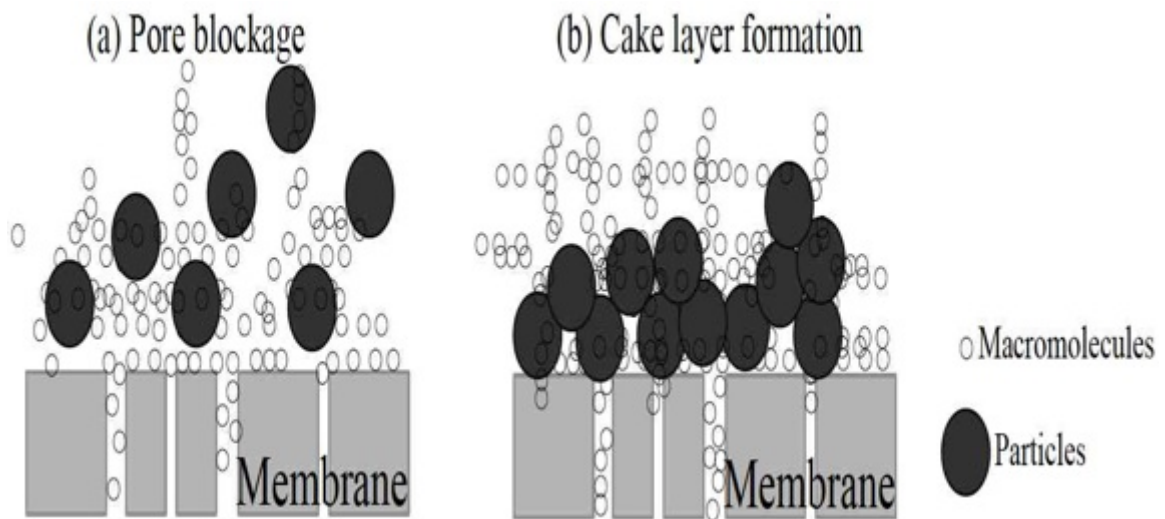 (a) Pore blockage
(b) Cake layer formation
Macromolecules
Particles
Membrane
Membrane